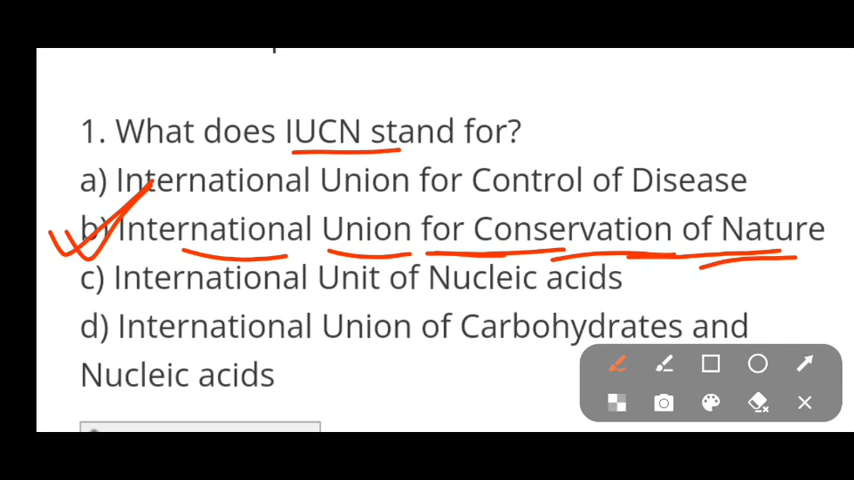 1. What does IUCN stand for?
a) International Union for Control of Disease
b) International Union for Conservation of Nature
c) International Unit of Nucleic acids
d) International Union of Carbohydrates and
Nucleic acids